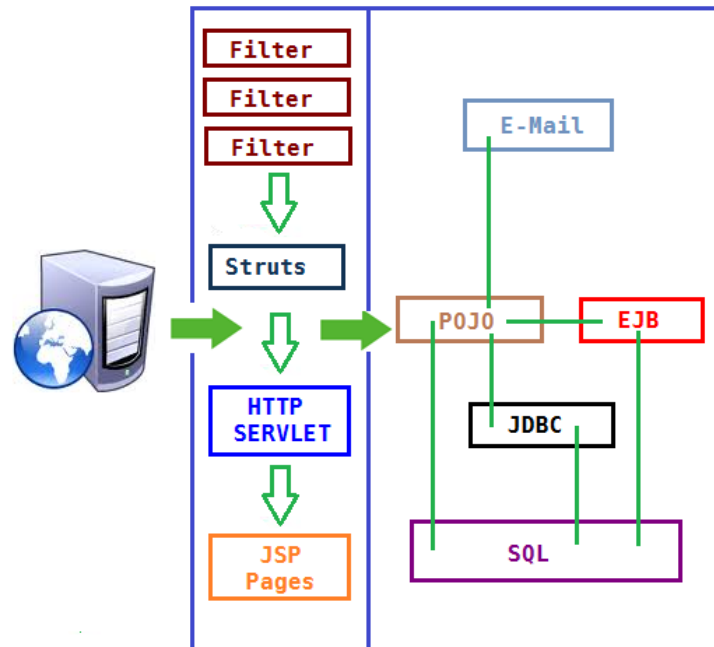 Filter
Filter
Filter
Struts
HTTP
SERVLET
JSP
Pages
E-Mail
POJO
EJB
JDBC
SQL